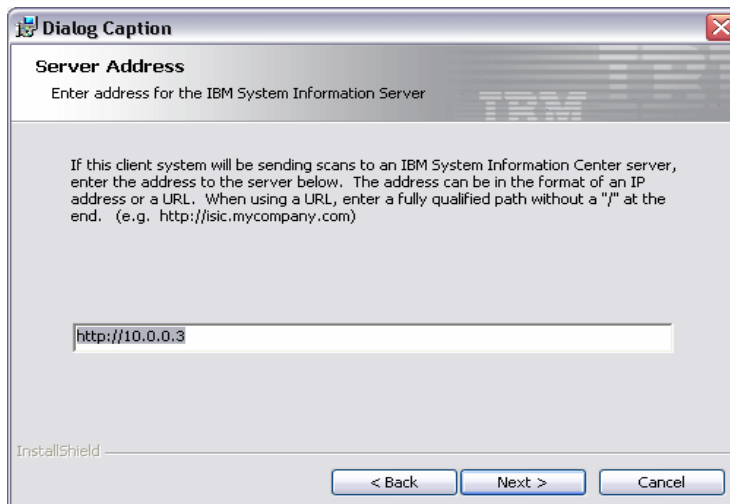 Dialog Caption
Server Address
Enter address for the IBM System Information Server
IBM
If this client system will be sending scans to an IBM System Information Center server,
enter the address to the server below.  The address can be in the format of an IP
address or a URL.  When using a URL, enter a fully qualified path without a "/" at the
end.  (e.g.  http://isic.mycompany.com)
http://10.0.0.3
InstallShield
< Back
Next >
Cancel